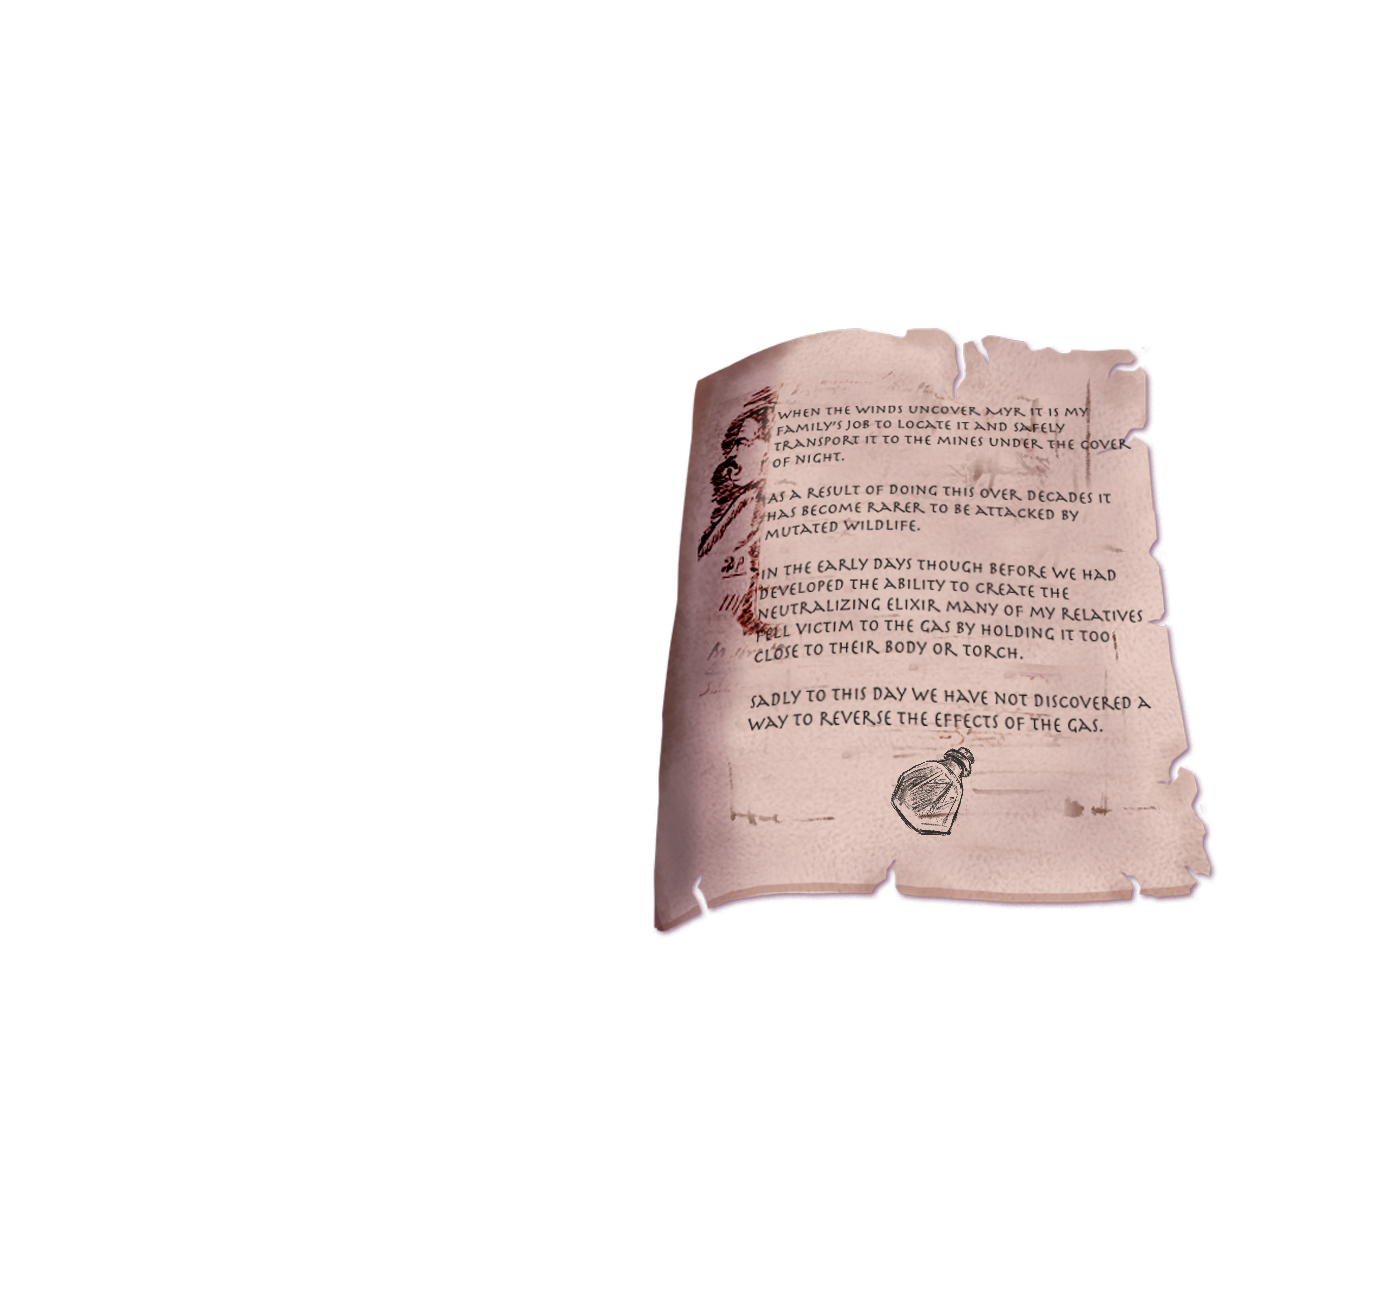 WHEN THE WINDS UNCOVER MYR IT IS MY
FAMILY'S JOB TO LOCATE IT AND SAFELY
TRANSPORT IT TO THE MINES UNDER THE COVER
OF NIGHT.
AS A RESULT OF DOING THIS OVER DECADES IT
HAS BECOME RARER TO BE ATTACKED BY
MUTATED WILDLIFE.
IN THE EARLY DAYS THOUGH BEFORE WE HAD
DEVELOPED THE ABILITY TO CREATE THE
NEUTRALIZING ELIXIR MANY OF MY RELATIVES
FELL VICTIM TO THE GAS BY HOLDING IT TOO
CLOSE TO THEIR BODY OR TORCH.
SADLY TO THIS DAY WE HAVE NOT DISCOVERED A
WAY TO REVERSE THE EFFECTS OF THE GAS.